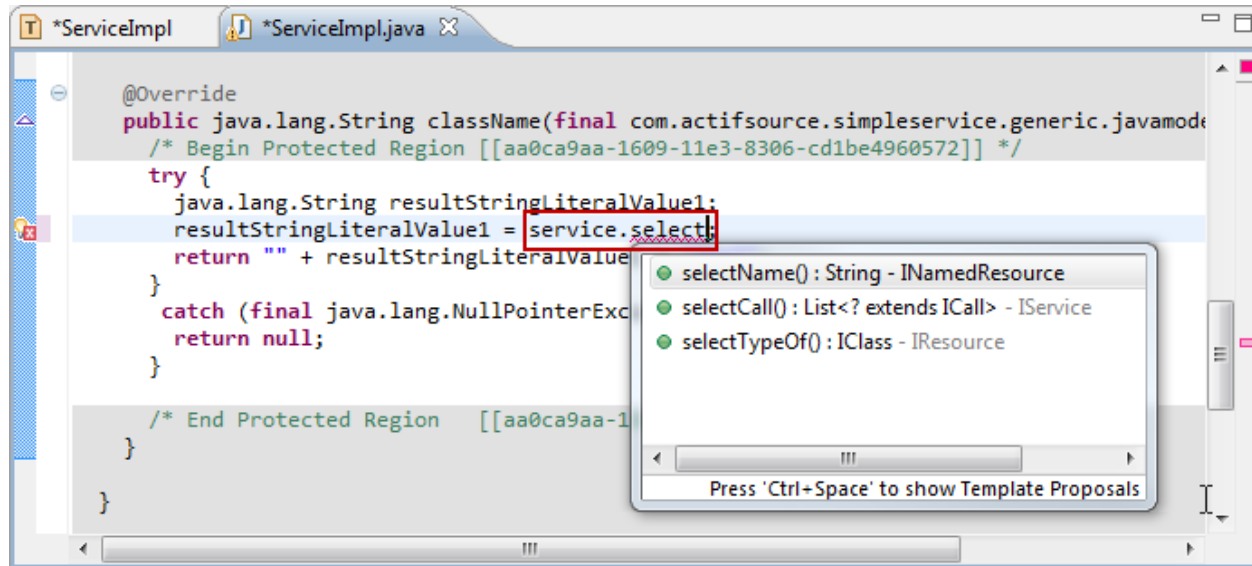 *ServiceImpl
*ServiceImpl.java
@Override
public java.lang.String className(final com.actifsource.simpleservice.generic.javamode
/* Begin Protected Region [[aa0ca9aa-1609-11e3-8306-cd1be4960572]] */
try {
java.lang.String resultStringLiteralValue1;
resultStringLiteralValue1 = service.select;
return "" + resultStringLiteralValue
}
catch (final java.lang.NullPointerExc
return null;
}
/* End Protected Region [[aa0ca9aa-1
}
}
selectName() : String - INamedResource
selectCall() : List<? extends ICall> - IService
selectTypeOf() : IClass - IResource
Press 'Ctrl+Space' to show Template Proposals